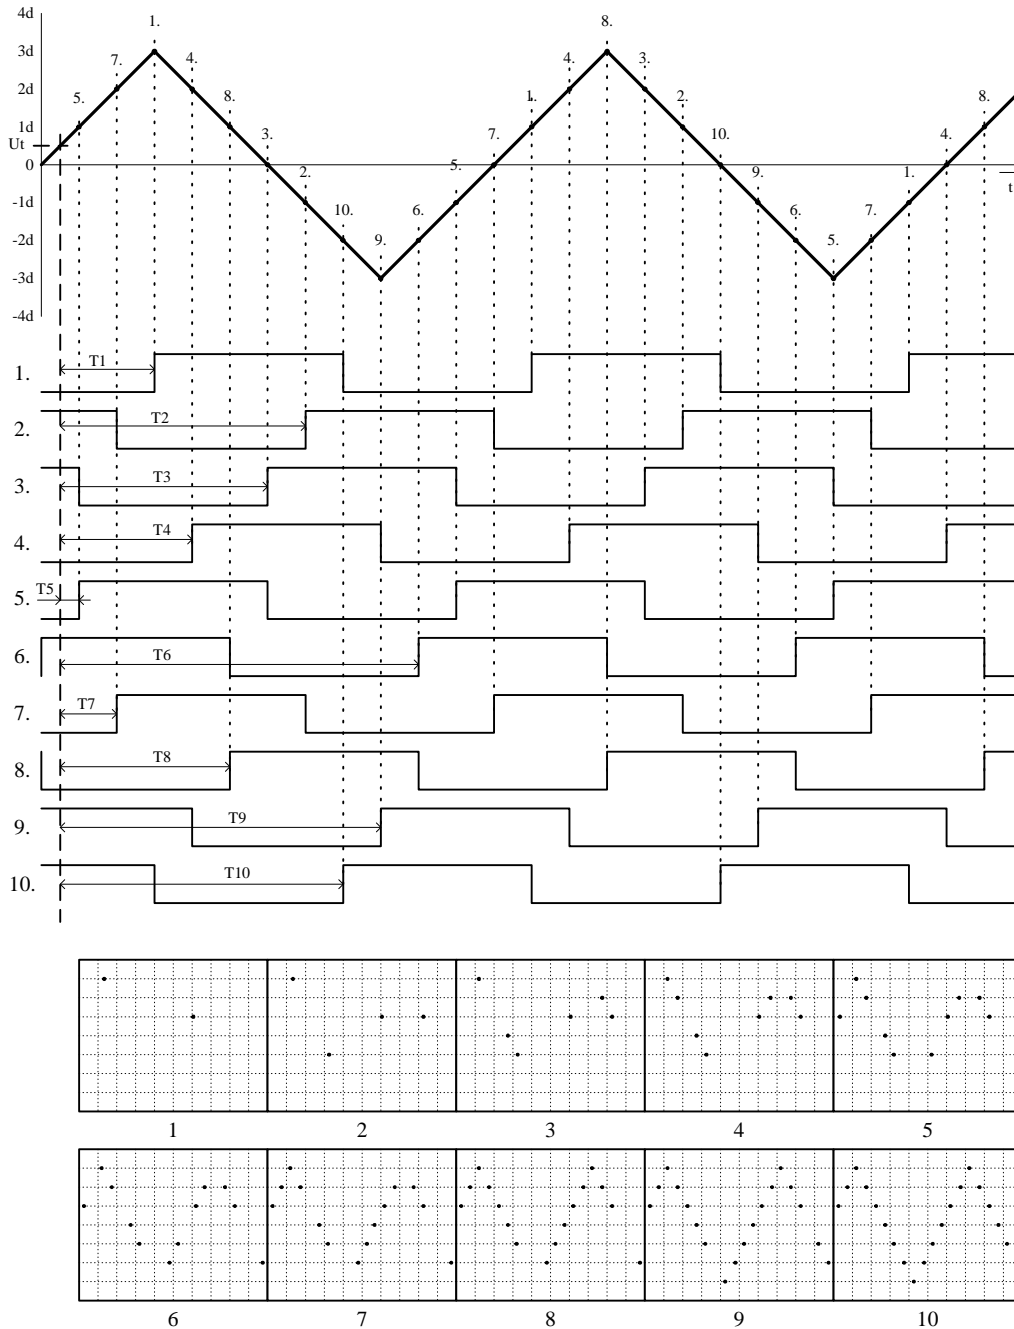 4d
8.
1.
3d
7.
4.
4.
3.
2d
5.
8.
1.
2.
8.
1d
Ut
3.
7.
10.
4.
0
2.
5.
9.
1.
t
-1d
10.
6.
6.
7.
-2d
9.
5.
-3d
-4d
1.
T1
2.
T2
3.
T3
4.
T4
5.
T5
6.
T6
7.
T7
8.
T8
9.
T9
10.
T10
1 2 3 4 5
6 7 8 9 10